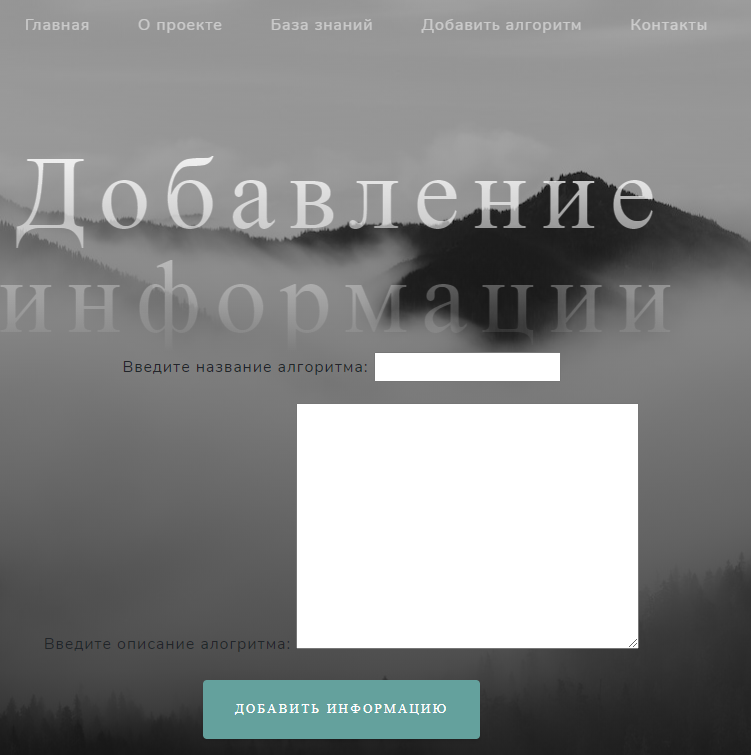 Главная О проекте База знаний Добавить алгоритм Контакты
Добавление
информации
Введите название алгоритма:
Введите описание алогритма:
ДОБАВИТЬ ИНФОРМАЦИЮ